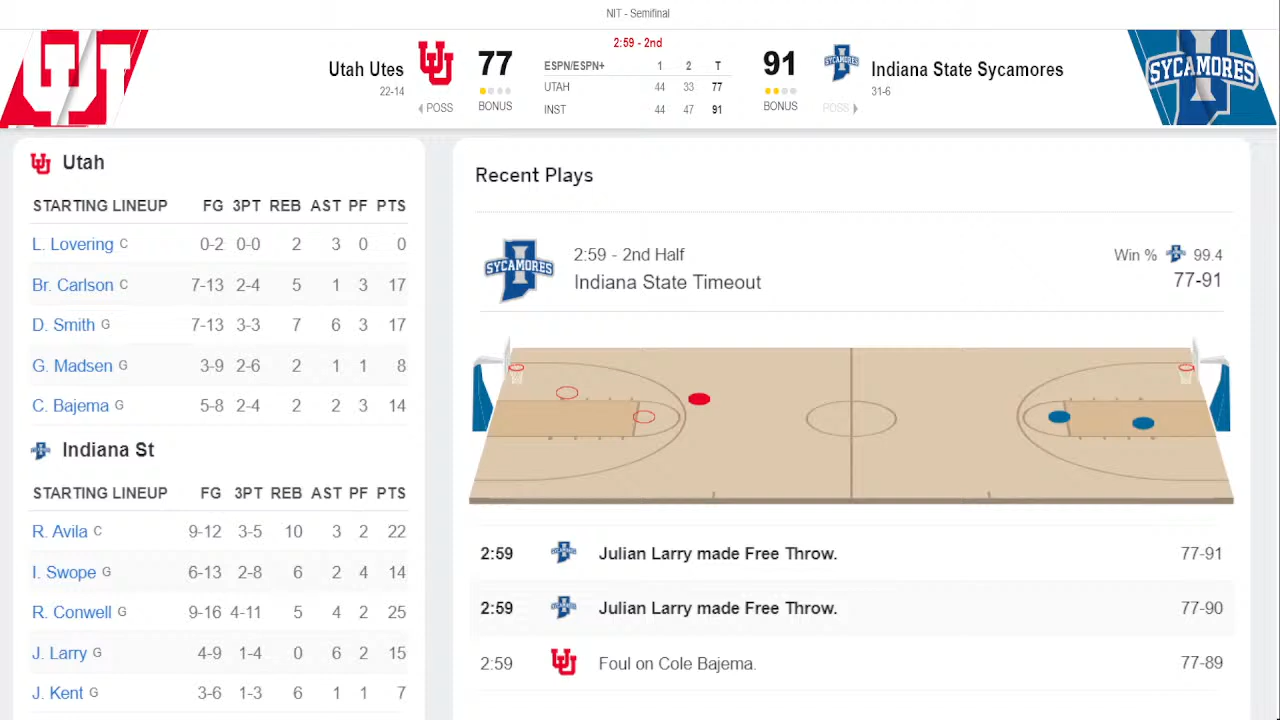 NIT - Semifinal
2:59 - 2nd
Utah Utes
22-14
77
POSS
BONUS
ESPN/ESPN+ 1 2 T
UTAH 44 33 77
INST 44 47 91
91
BONUS
SYCAMORES
POSS
Indiana State Sycamores
31-6
SYCAMORES
Utah
STARTING LINEUP FG 3PT REB AST PF PTS
L. Lovering C 0-2 0-0 2 3 0 0
Br. Carlson C 7-13 2-4 5 1 3 17
D. Smith G 7-13 3-3 7 6 3 17
G. Madsen G 3-9 2-6 2 1 1 8
C. Bajema G 5-8 2-4 2 2 3 14
Indiana St
STARTING LINEUP FG 3PT REB AST PF PTS
R. Avila C 9-12 3-5 10 3 2 22
I. Swope G 6-13 2-8 6 2 4 14
R. Conwell G 9-16 4-11 5 4 2 25
J. Larry G 4-9 1-4 0 6 2 15
J. Kent G 3-6 1-3 6 1 1 7
Recent Plays
SYCAMORES
2:59 - 2nd Half
Indiana State Timeout
Win % 99.4
77-91
2:59 Julian Larry made Free Throw. 77-91
2:59 Julian Larry made Free Throw. 77-90
2:59 Foul on Cole Bajema. 77-89